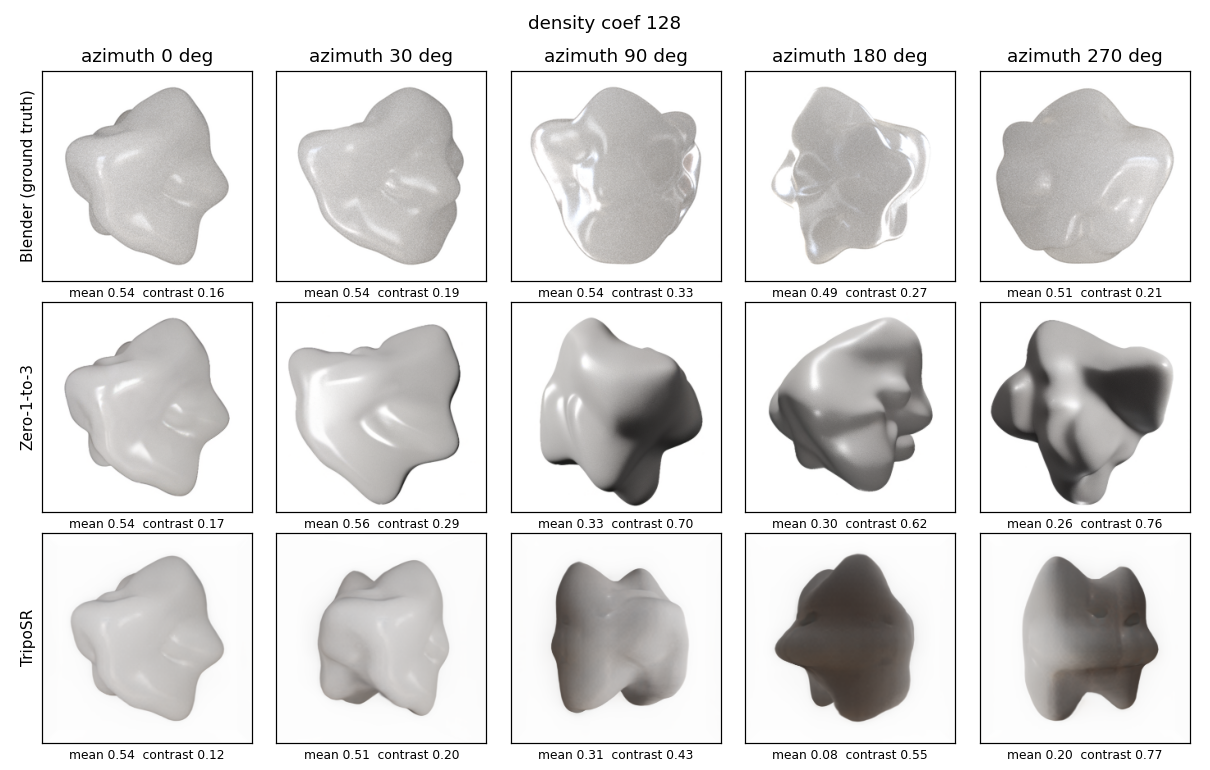 density coef 128
azimuth 0 deg
azimuth 30 deg
azimuth 90 deg
azimuth 180 deg
azimuth 270 deg
Blender (ground truth)
mean 0.54 contrast 0.16
mean 0.54 contrast 0.19
mean 0.54 contrast 0.33
mean 0.49 contrast 0.27
mean 0.51 contrast 0.21
Zero-1-to-3
mean 0.54 contrast 0.17
mean 0.56 contrast 0.29
mean 0.33 contrast 0.70
mean 0.30 contrast 0.62
mean 0.26 contrast 0.76
TripoSR
mean 0.54 contrast 0.12
mean 0.51 contrast 0.20
mean 0.31 contrast 0.43
mean 0.08 contrast 0.55
mean 0.20 contrast 0.77